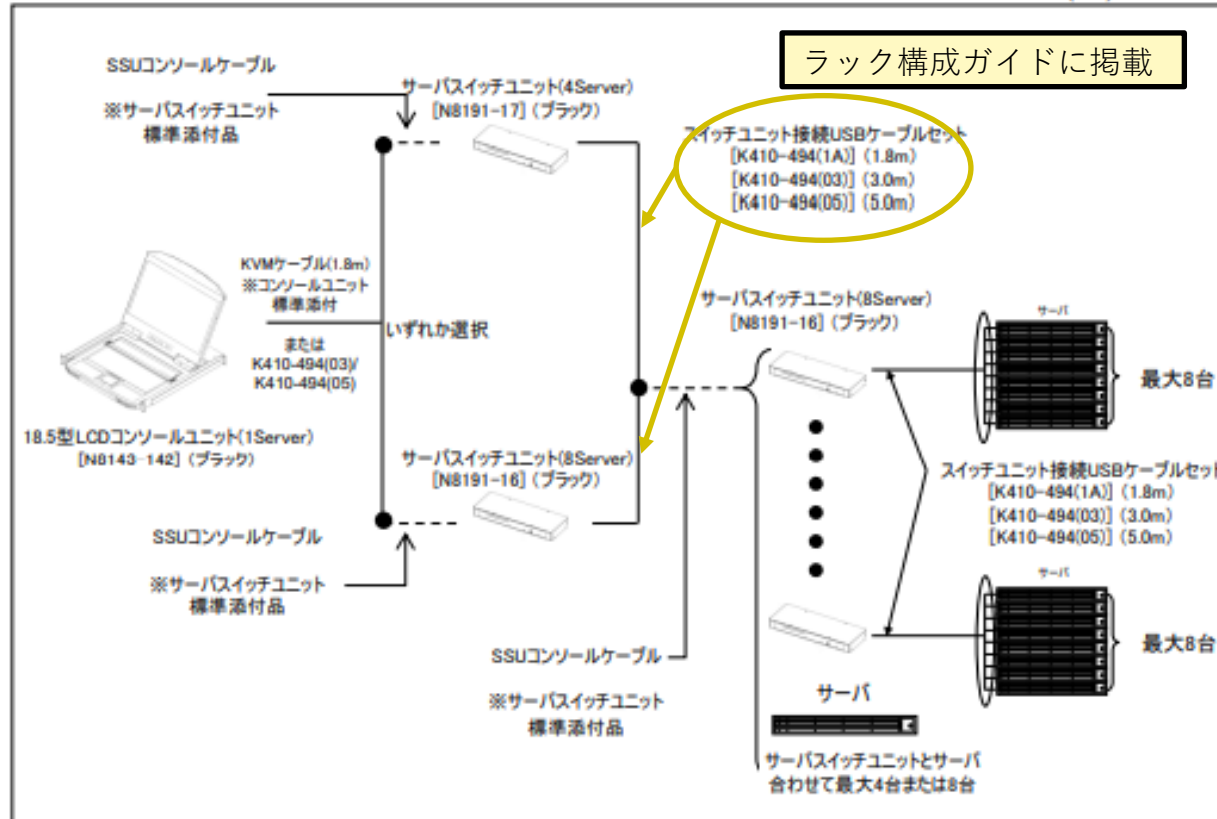 ラック構成ガイドに掲載
SSUコンソールケーブル
※サーバスイッチユニット
標準添付品
サーバスイッチユニット(4Server)
[N8191-17] (ブラック)
スイッチユニット接続USBケーブルセット
[K410-494(1A)] (1.8m)
[K410-494(03)] (3.0m)
[K410-494(05)] (5.0m)
KVMケーブル(1.8m)
※コンソールユニット
標準添付
または
K410-494(03)/
K410-494(05)
いずれか選択
18.5型LCDコンソールユニット(1Server)
[N8143-142] (ブラック)
サーバスイッチユニット(8Server)
[N8191-16] (ブラック)
SSUコンソールケーブル
※サーバスイッチユニット
標準添付品
サーバスイッチユニット(8Server)
[N8191-16] (ブラック)
サーバ
最大8台
スイッチユニット接続USBケーブルセット
[K410-494(1A)] (1.8m)
[K410-494(03)] (3.0m)
[K410-494(05)] (5.0m)
サーバ
最大8台
SSUコンソールケーブル
※サーバスイッチユニット
標準添付品
サーバ
サーバスイッチユニットとサーバ
合わせて最大4台または8台